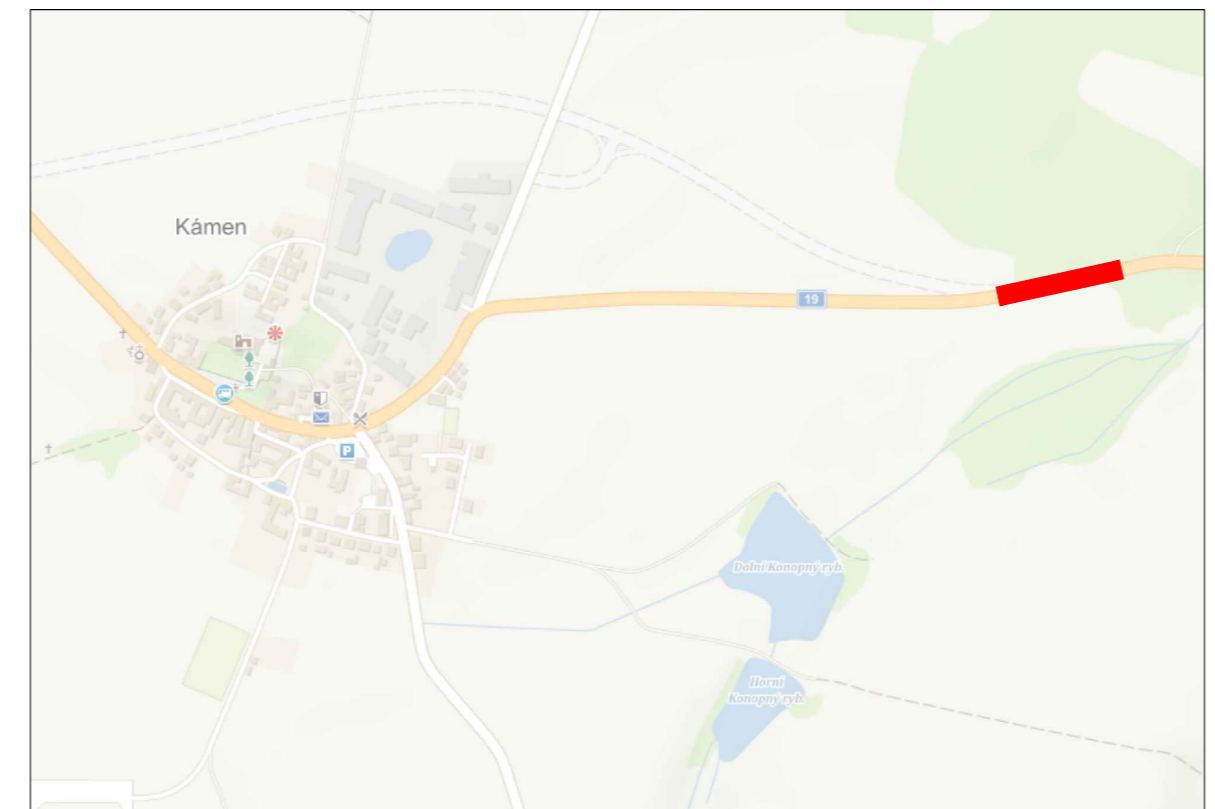 Kámen
19
P
Dolní Konopný ryb.
Horní
Konopný ryb.